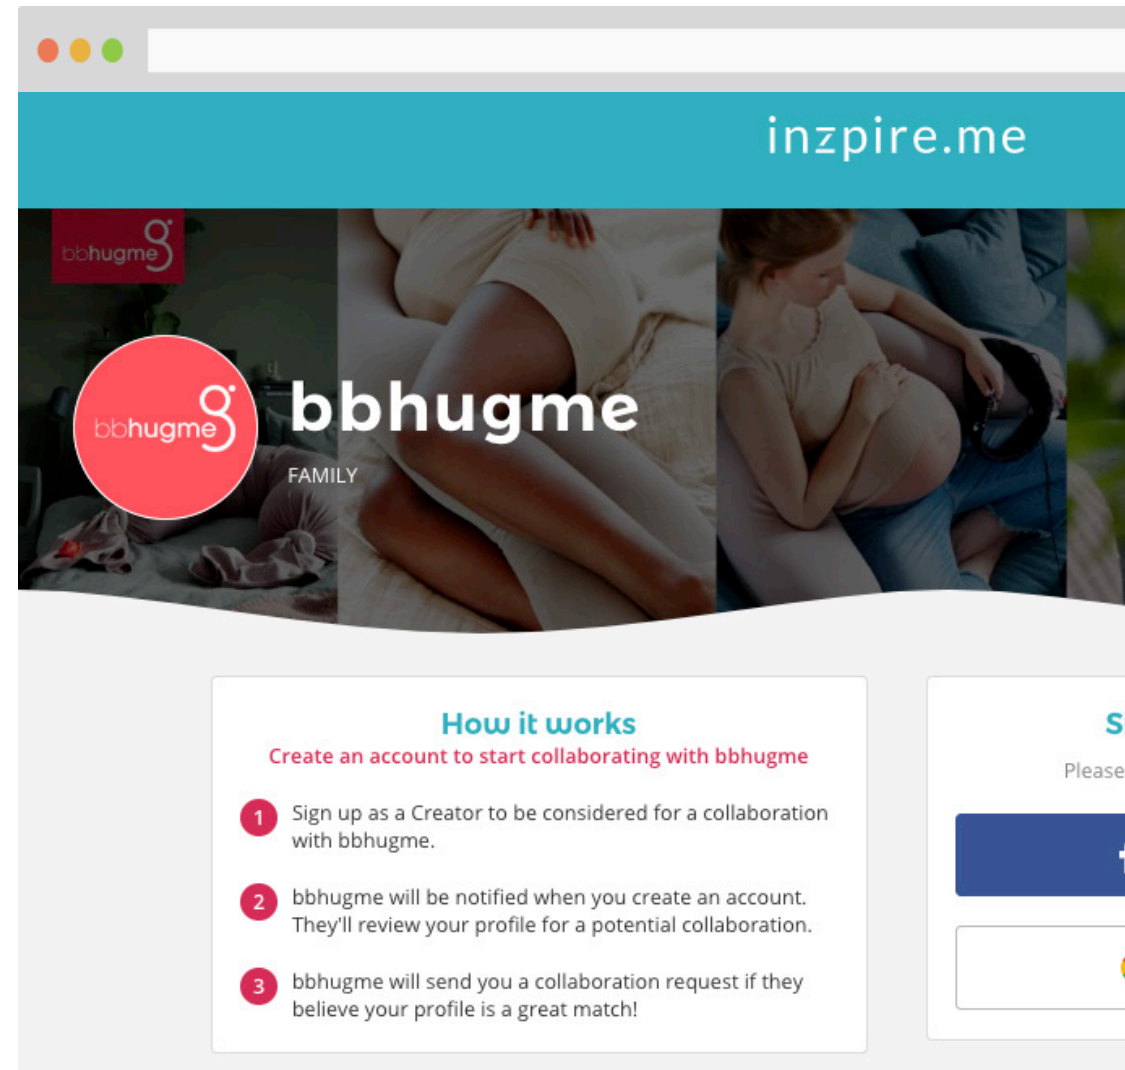 inzpire.me
bbhugme
bbhugme
bbhugme
FAMILY
How it works
Create an account to start collaborating with bbhugme
1 Sign up as a Creator to be considered for a collaboration
with bbhugme.
2 bbhugme will be notified when you create an account.
They'll review your profile for a potential collaboration.
3 bbhugme will send you a collaboration request if they
believe your profile is a great match!
Please